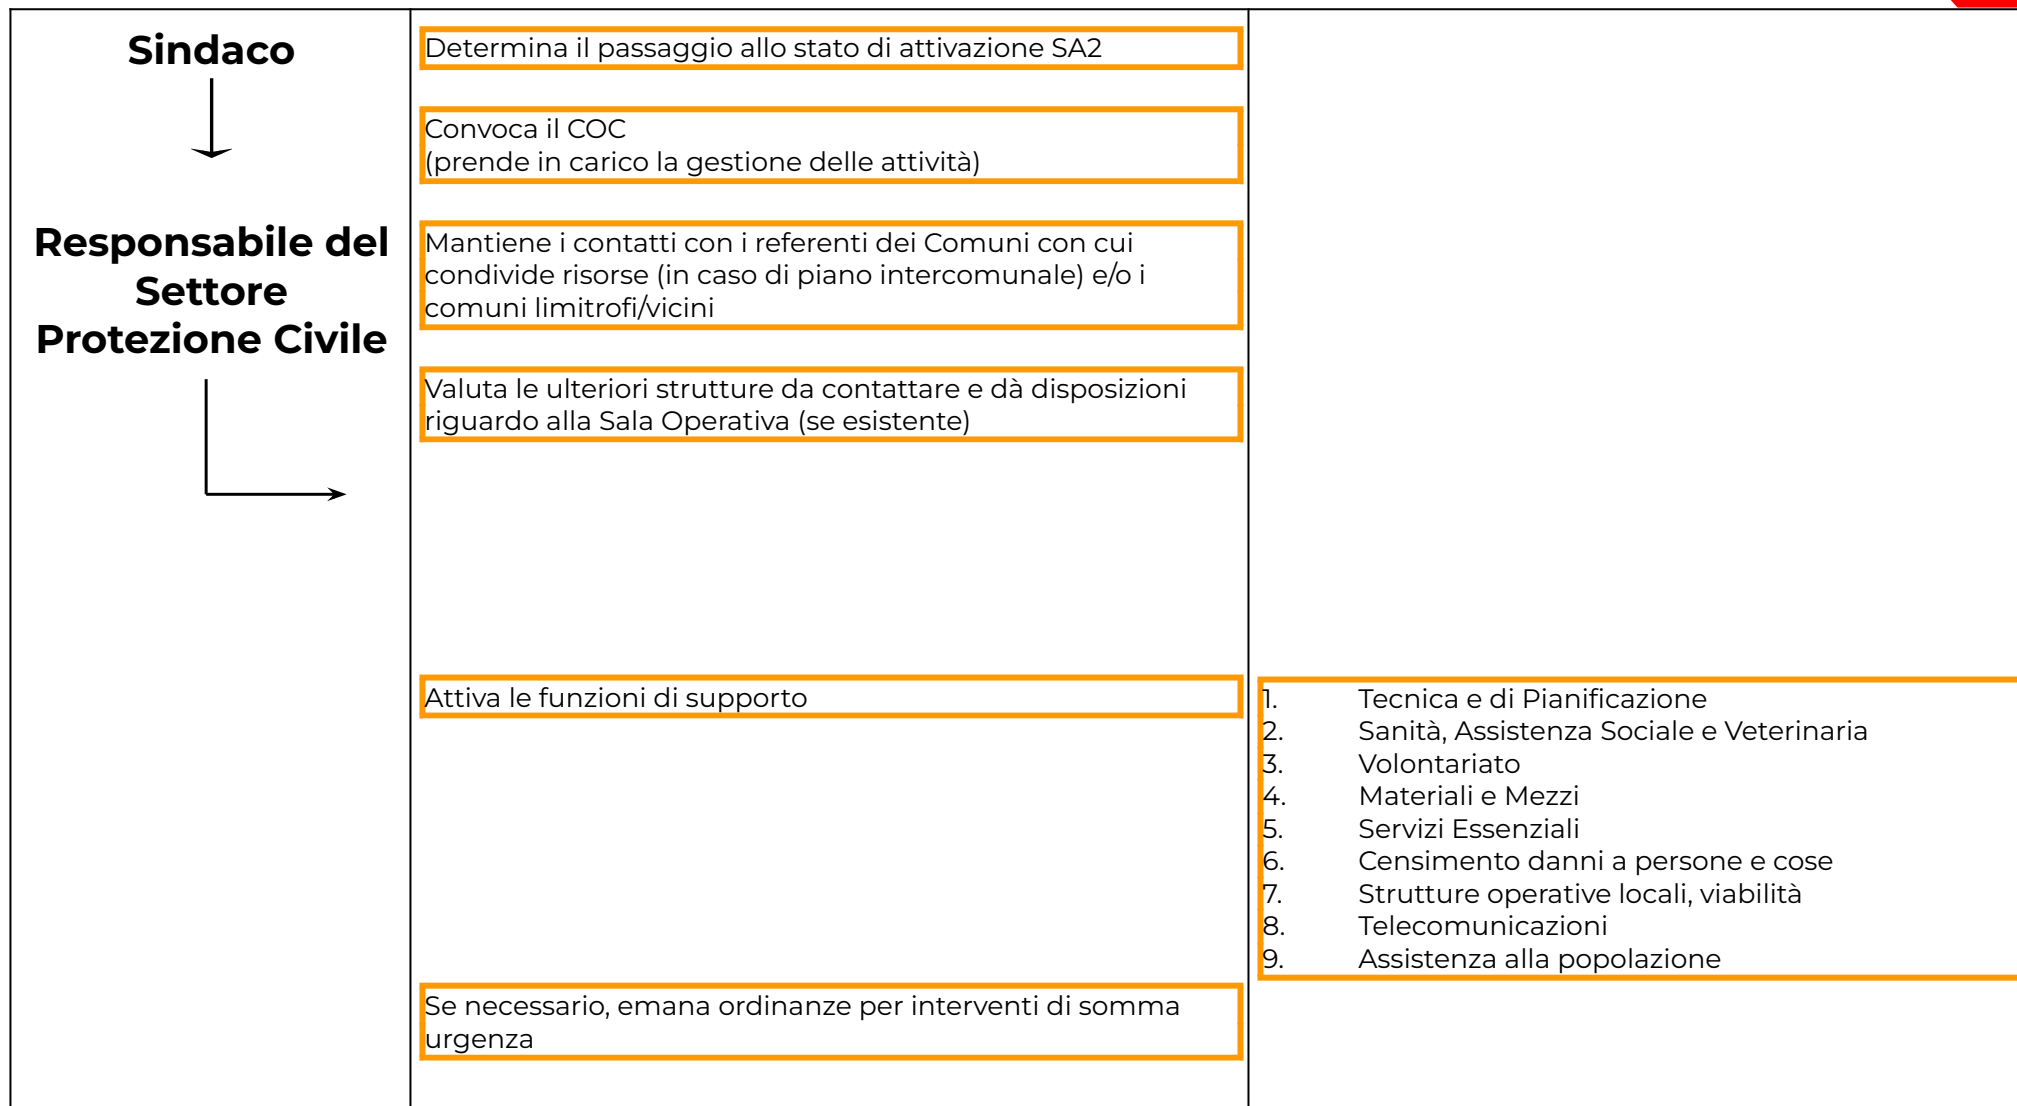 Sindaco
Determina il passaggio allo stato di attivazione SA2
Convoca il COC
(prende in carico la gestione delle attività)
Responsabile del
Settore
Protezione Civile
Mantiene i contatti con i referenti dei Comuni con cui
condivide risorse (in caso di piano intercomunale) e/o i
comuni limitrofi/vicini
Valuta le ulteriori strutture da contattare e dà disposizioni
riguardo alla Sala Operativa (se esistente)
Attiva le funzioni di supporto
1. Tecnica e di Pianificazione
2. Sanità, Assistenza Sociale e Veterinaria
3. Volontariato
4. Materiali e Mezzi
5. Servizi Essenziali
6. Censimento danni a persone e cose
7. Strutture operative locali, viabilità
8. Telecomunicazioni
9. Assistenza alla popolazione
Se necessario, emana ordinanze per interventi di somma
urgenza